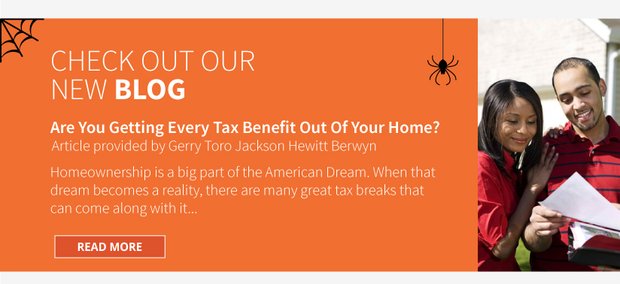 CHECK OUT OUR
NEW BLOG
Are You Getting Every Tax Benefit Out Of Your Home?
Article provided by Gerry Toro Jackson Hewitt Berwyn
Homeownership is a big part of the American Dream. When that
dream becomes a reality, there are many great tax breaks that
can come along with it...
READ MORE